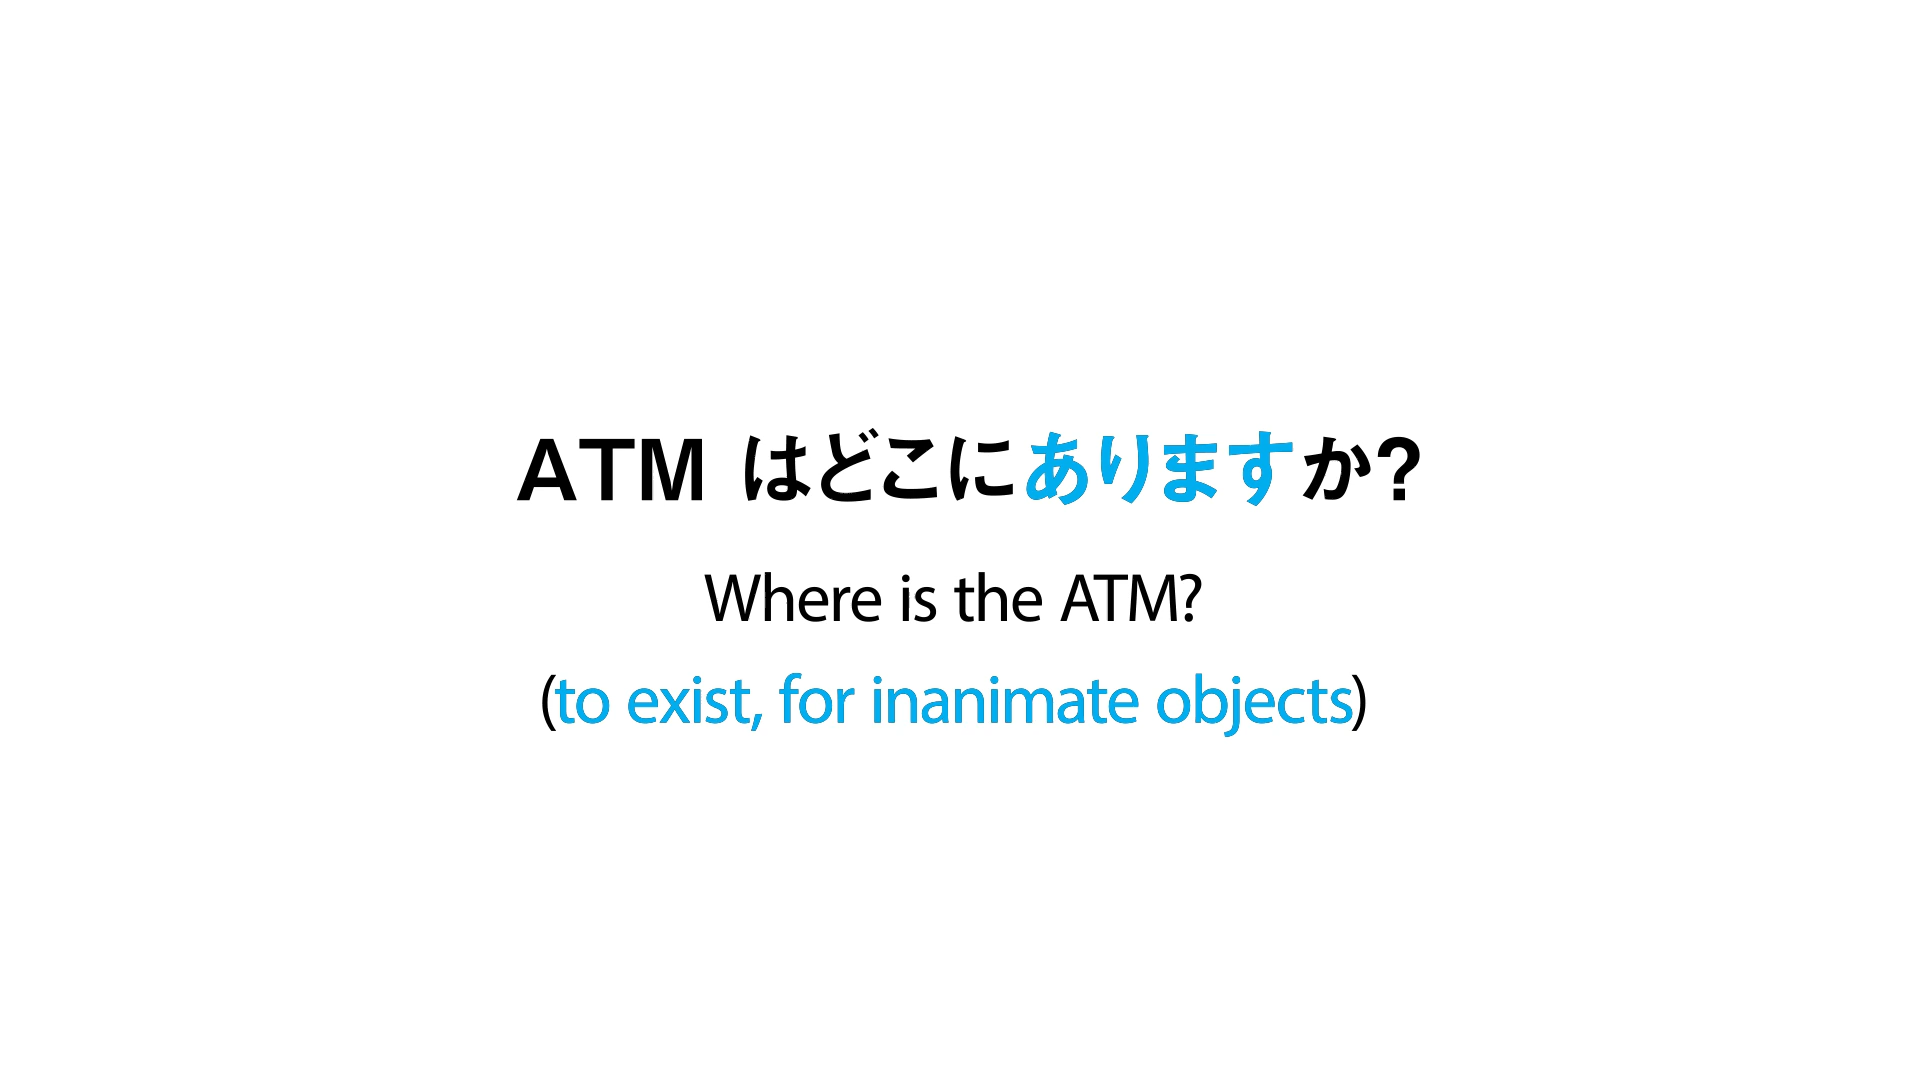 ATM はどこにありますか?
Where is the ATM?
(to exist, for inanimate objects)